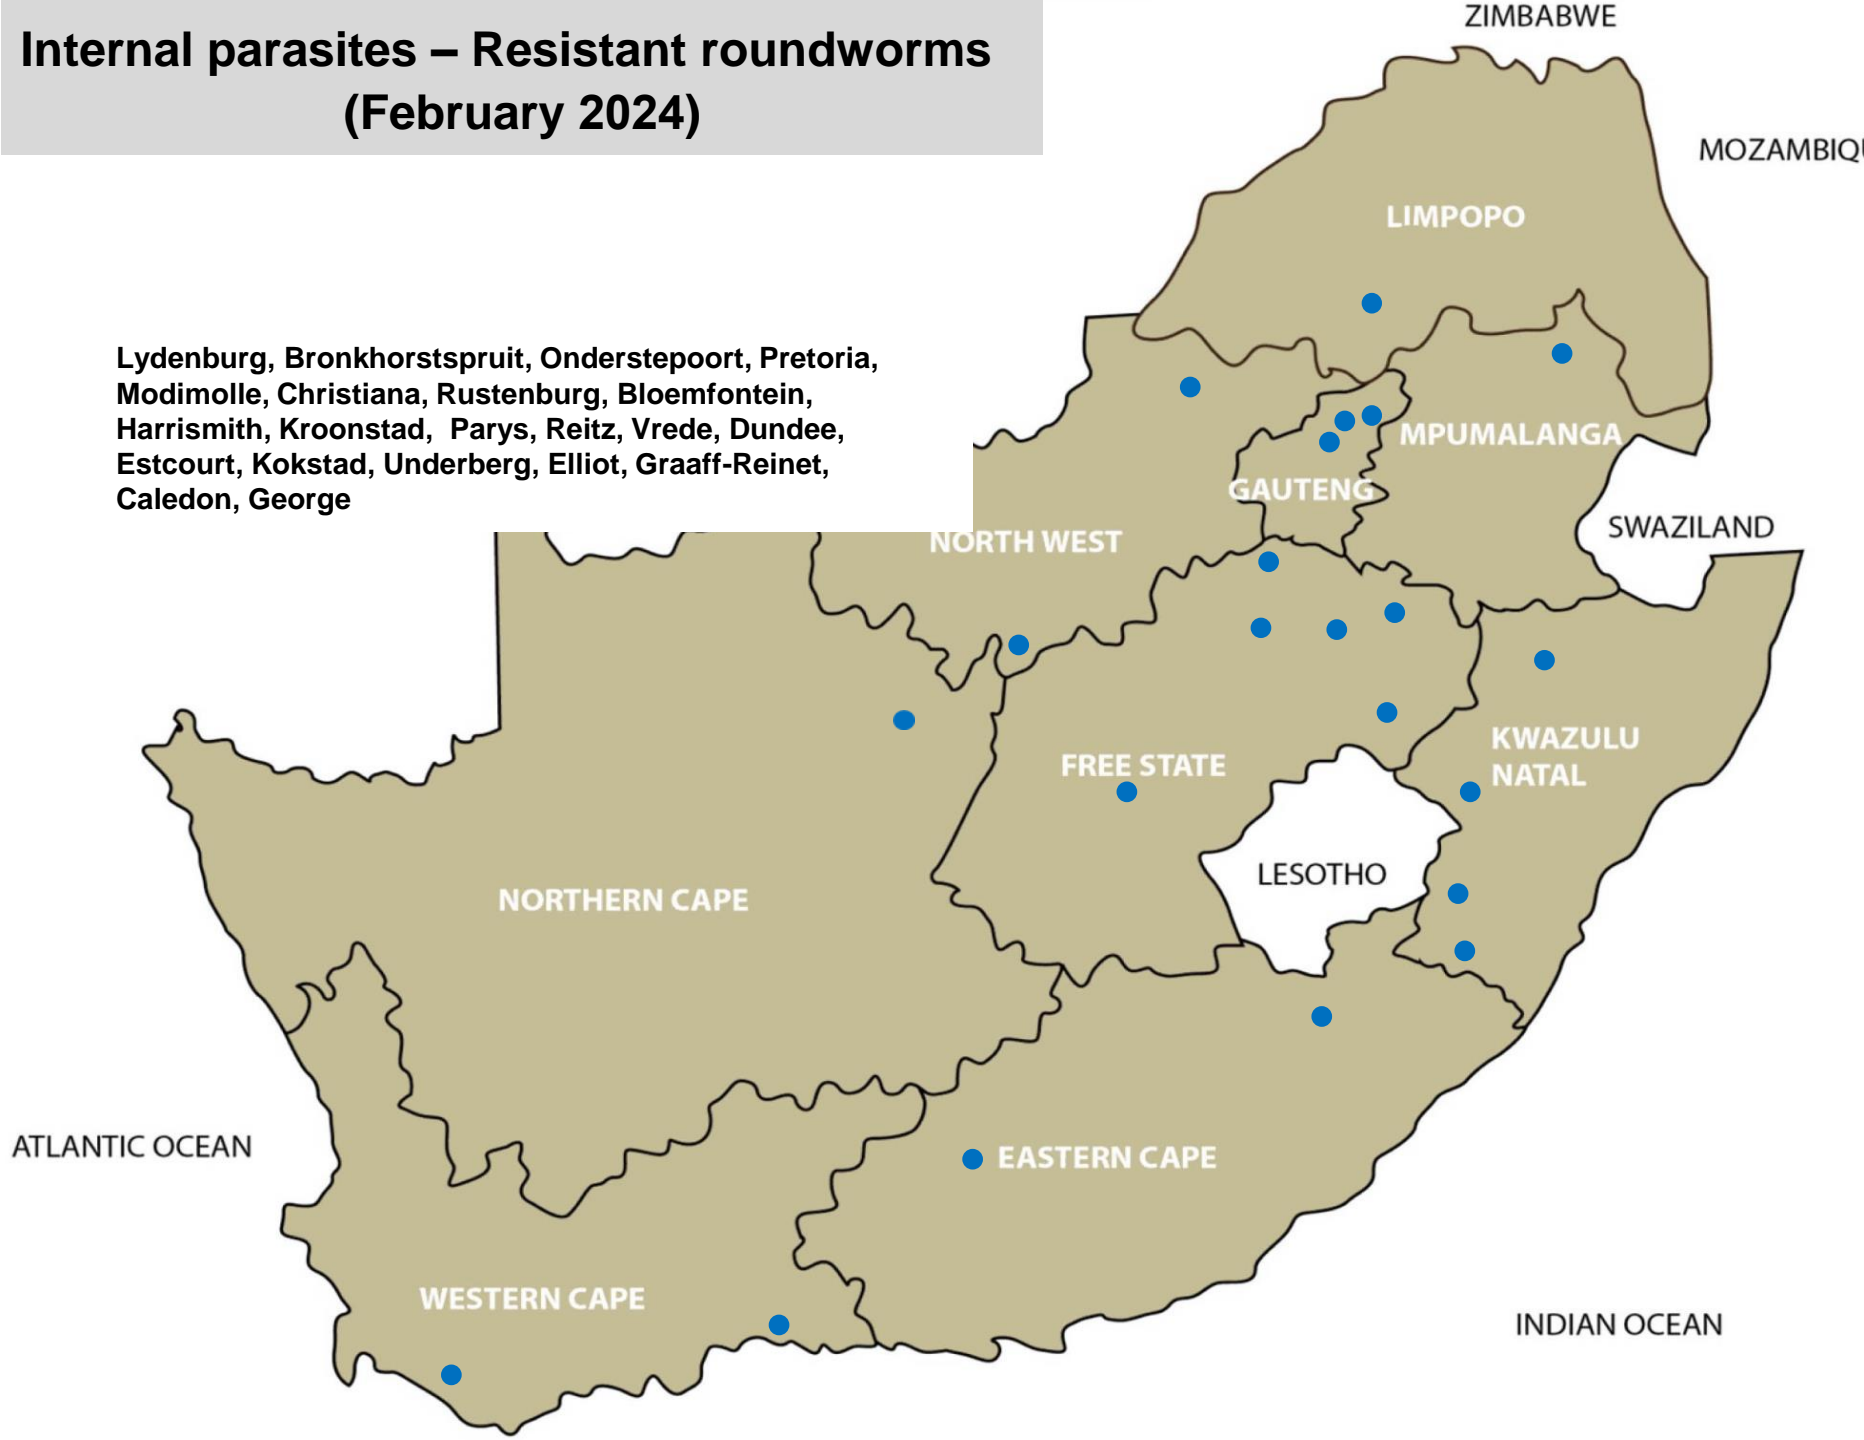 Internal parasites – Resistant roundworms
(February 2024)
ZIMBABWE
MOZAMBIQU
LIMPOPO
Lydenburg, Bronkhorstspruit, Onderstepoort, Pretoria,
Modimolle, Christiana, Rustenburg, Bloemfontein,
Harrismith, Kroonstad,  Parys, Reitz, Vrede, Dundee,
Estcourt, Kokstad, Underberg, Elliot, Graaff-Reinet,
Caledon, George
MPUMALANGA
GAUTENG
SWAZILAND
NORTH WEST
KWAZULU
NATAL
FREE STATE
LESOTHO
NORTHERN CAPE
ATLANTIC OCEAN
EASTERN CAPE
WESTERN CAPE
INDIAN OCEAN